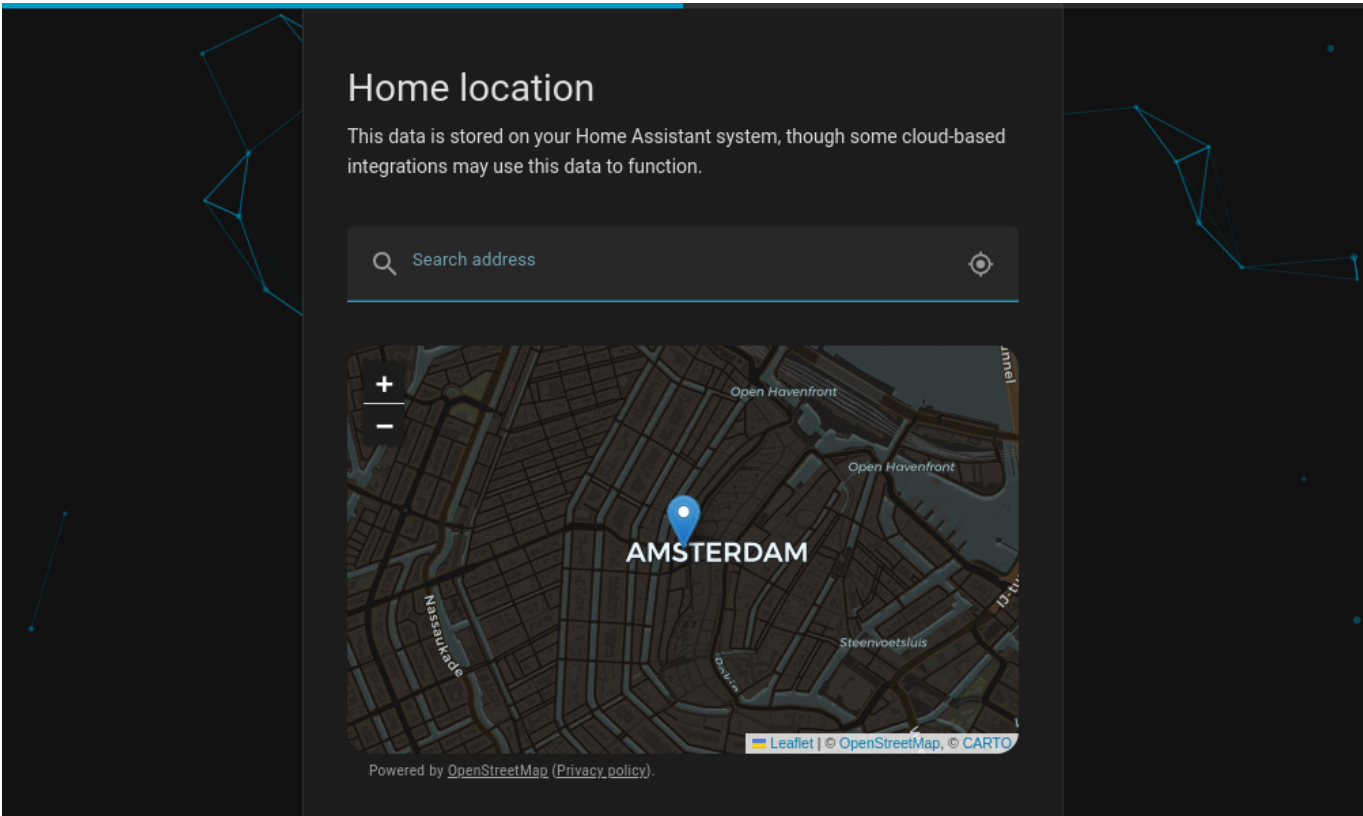 Home location
This data is stored on your Home Assistant system, though some cloud-based
integrations may use this data to function.
Search address
+
−
Open Havenfront
Open Havenfront
AMSTERDAM
Nassaukade
Steenvoetsluis
Rokin
Leaflet | © OpenStreetMap, © CARTO
Powered by OpenStreetMap (Privacy policy).